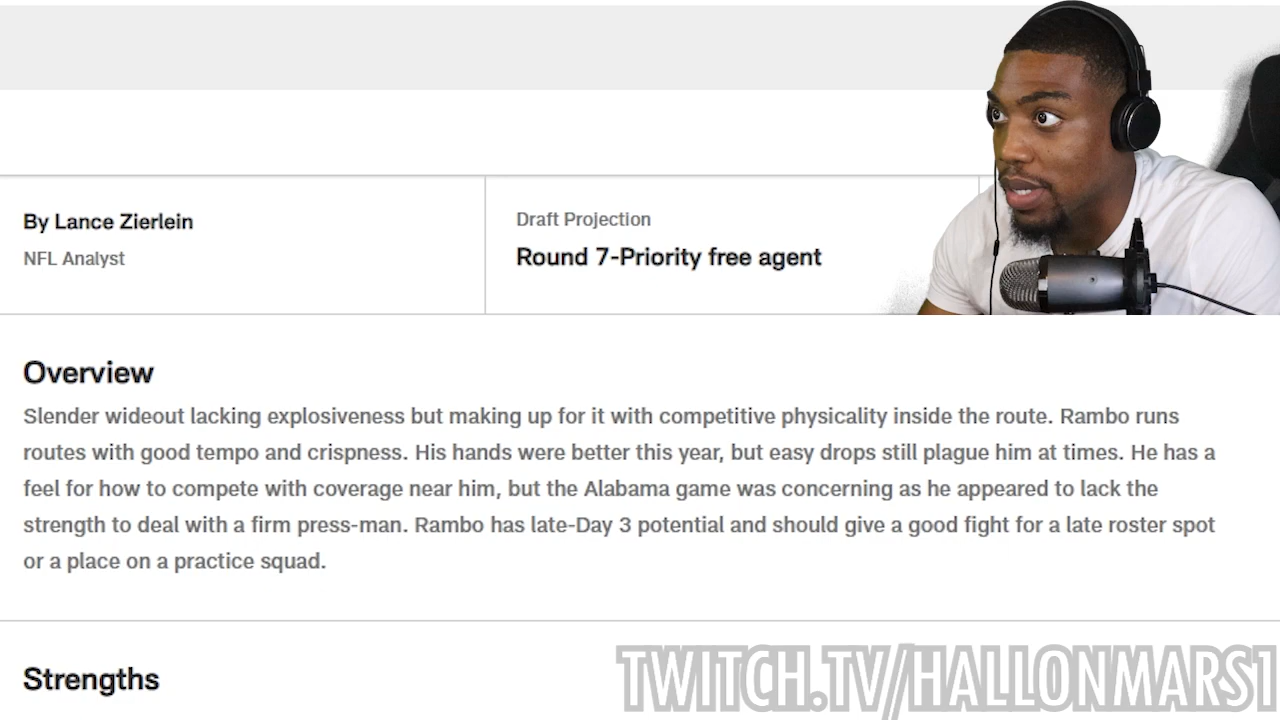 By Lance Zierlein
NFL Analyst
Draft Projection
Round 7-Priority free agent
Overview
Slender wideout lacking explosiveness but making up for it with competitive physicality inside the route. Rambo runs
routes with good tempo and crispness. His hands were better this year, but easy drops still plague him at times. He has a
feel for how to compete with coverage near him, but the Alabama game was concerning as he appeared to lack the
strength to deal with a firm press-man. Rambo has late-Day 3 potential and should give a good fight for a late roster spot
or a place on a practice squad.
Strengths
TWITCH.TV/HALLONMARS1